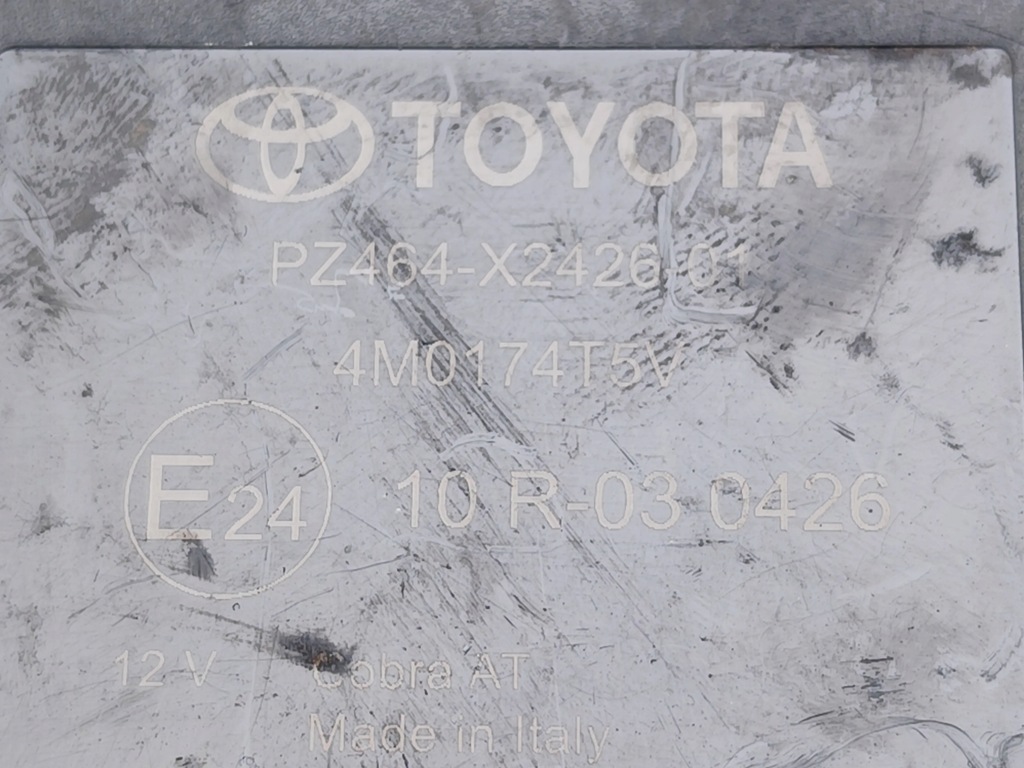 TOYOTA
PZ464-X2426-01
4M0174T5V
E24 10 R-03 0426
12 V Cobra AT
Made in Italy